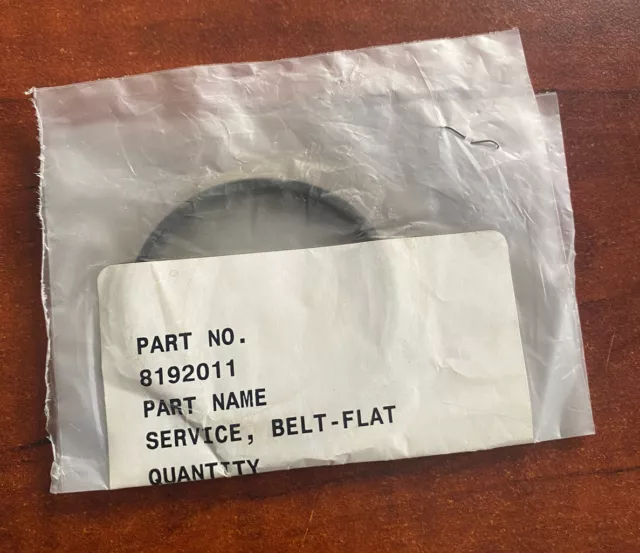 PART NO.
8192011
PART NAME
SERVICE, BELT-FLAT
QUANTITY